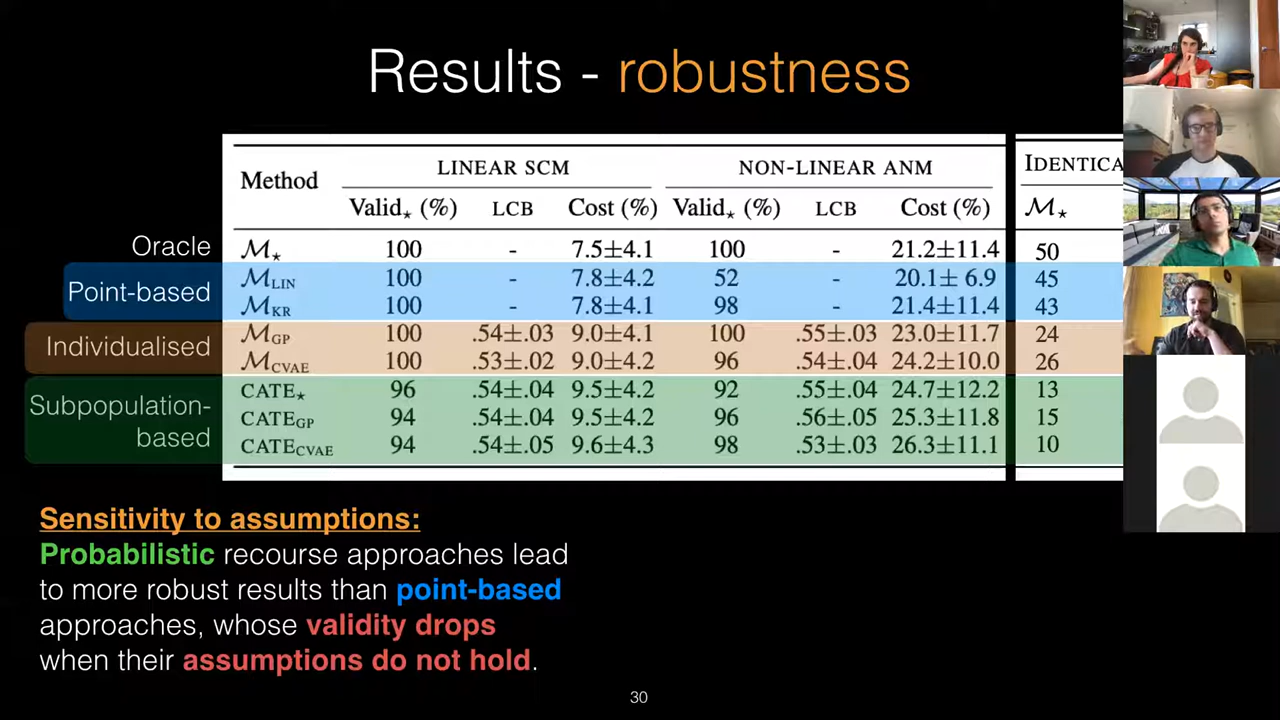 Results - robustness
Method LINEAR SCM NON-LINEAR ANM IDENTICA
Valid⋆ (%) LCB Cost (%) Valid⋆ (%) LCB Cost (%) M⋆
Oracle M⋆ 100 - 7.5±4.1 100 - 21.2±11.4 50
Point-based M_LIN 100 - 7.8±4.2 52 - 20.1± 6.9 45
M_KR 100 - 7.8±4.1 98 - 21.4±11.4 43
Individualised M_GP 100 .54±.03 9.0±4.1 100 .55±.03 23.0±11.7 24
M_CVAE 100 .53±.02 9.0±4.2 96 .54±.04 24.2±10.0 26
Subpopulation-based CATE⋆ 96 .54±.04 9.5±4.2 92 .55±.04 24.7±12.2 13
CATE_GP 94 .54±.04 9.5±4.2 96 .56±.05 25.3±11.8 15
CATE_CVAE 94 .54±.05 9.6±4.3 98 .53±.03 26.3±11.1 10
Sensitivity to assumptions:
Probabilistic recourse approaches lead
to more robust results than point-based
approaches, whose validity drops
when their assumptions do not hold.
30